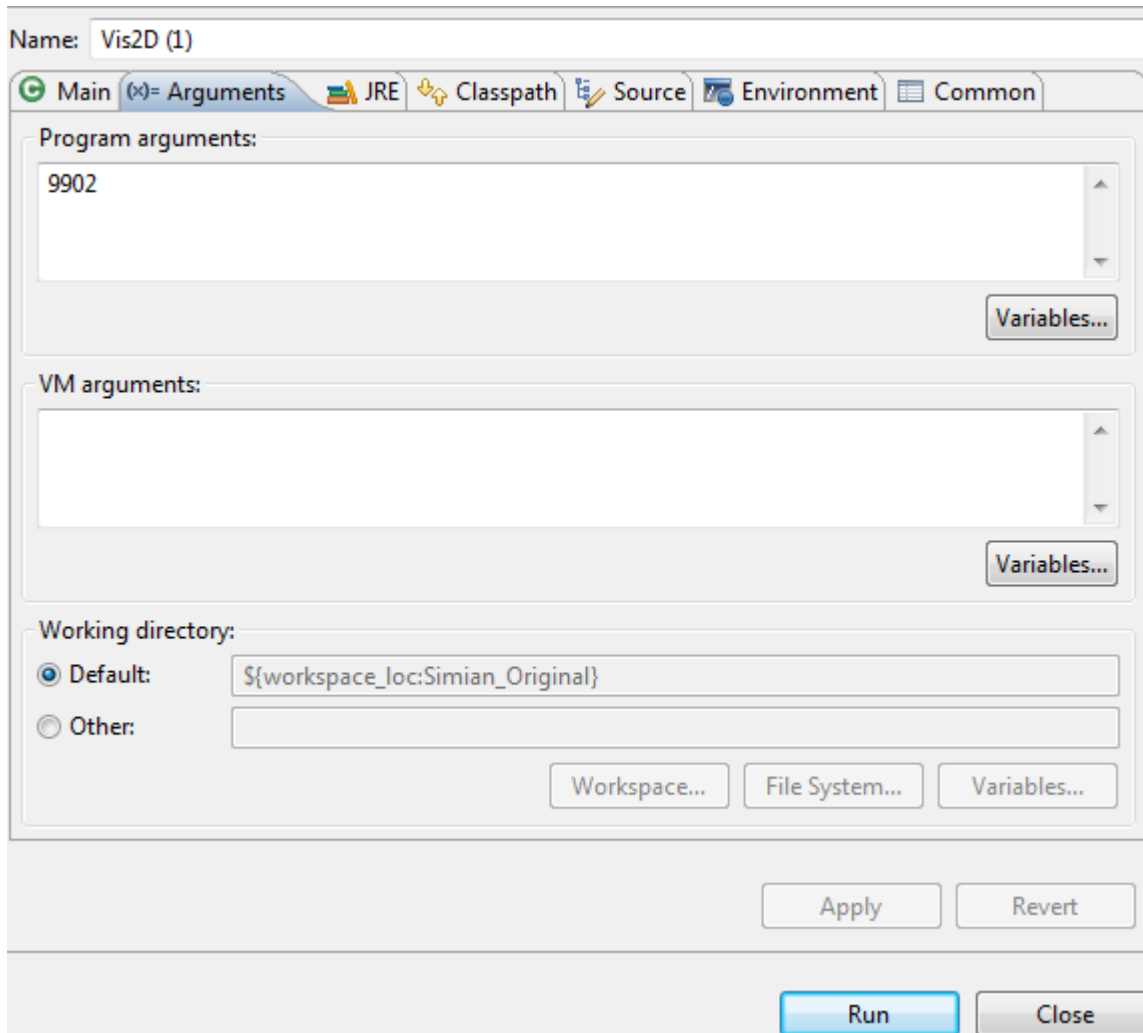 Name: Vis2D (1)
Main (x)= Arguments JRE Classpath Source Environment Common
Program arguments:
9902
Variables...
VM arguments:
Variables...
Working directory:
Default: ${workspace_loc:Simian_Original}
Other:
Workspace... File System... Variables...
Apply Revert
Run Close